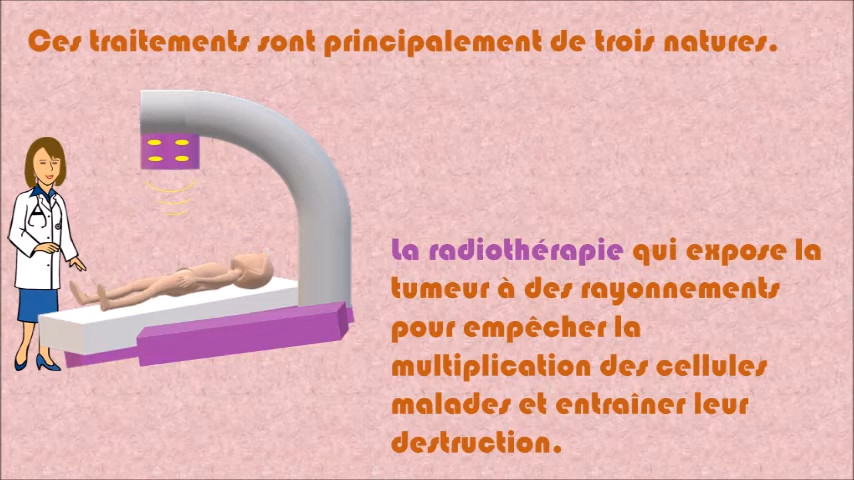 Ces traitements sont principalement de trois natures.
La radiothérapie qui expose la
tumeur à des rayonnements
pour empêcher la
multiplication des cellules
malades et entraîner leur
destruction.